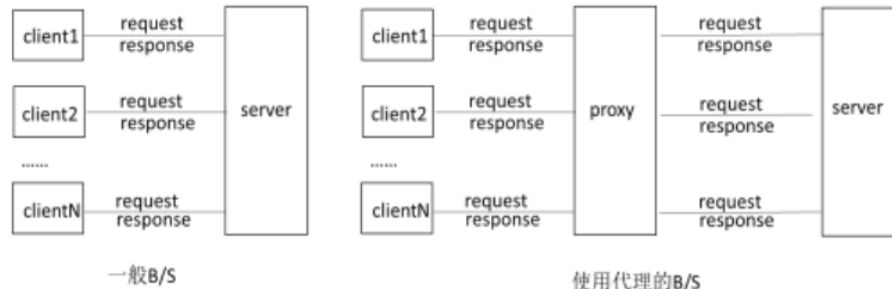 client1
request
response
client2
request
response
......
clientN
request
response
server
一般B/S
client1
request
response
client2
request
response
......
clientN
request
response
proxy
request
response
request
response
request
response
server
使用代理的B/S